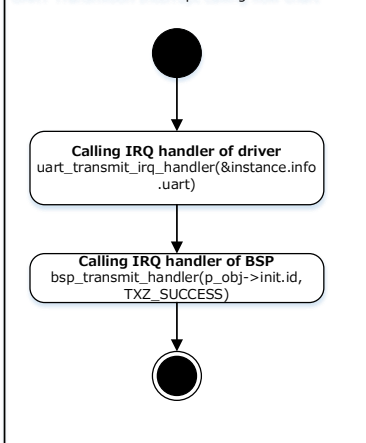 Calling IRQ handler of driver
uart_transmit_irq_handler(&instance.info
.uart)
Calling IRQ handler of BSP
bsp_transmit_handler(p_obj->init.id,
TXZ_SUCCESS)